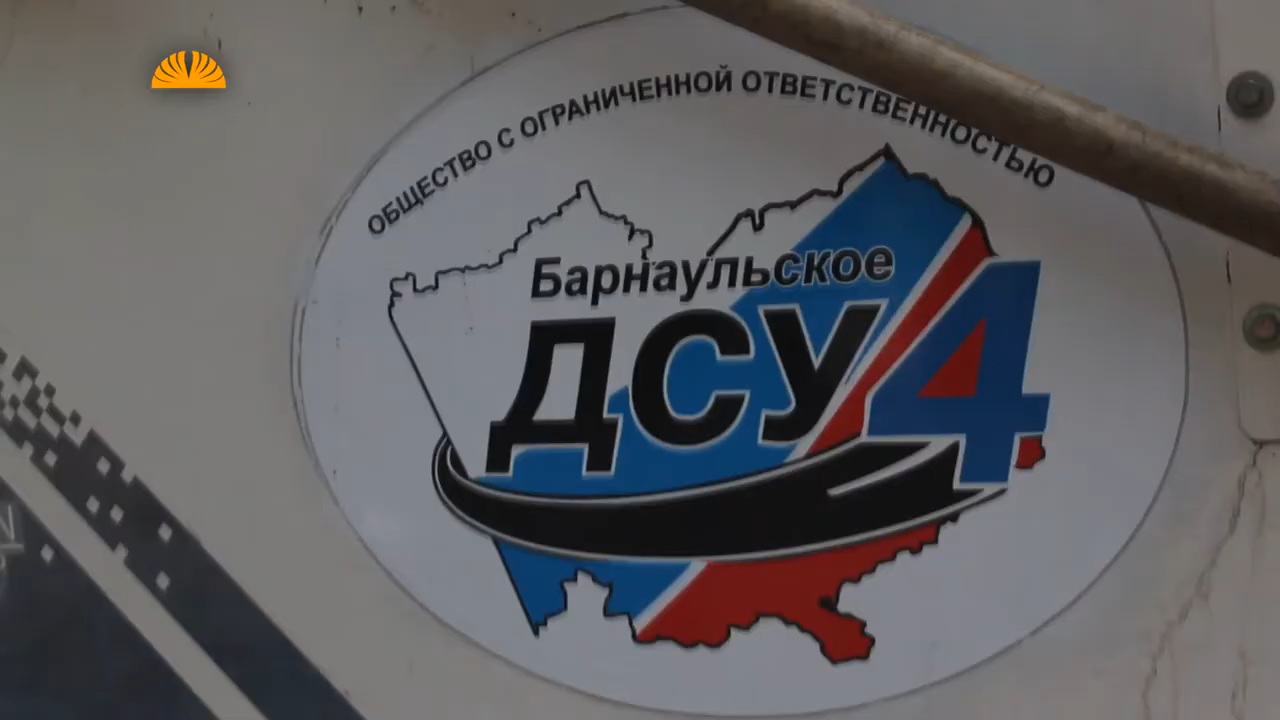 ОБЩЕСТВО С ОГРАНИЧЕННОЙ ОТВЕТСТВЕННОСТЬЮ
Барнаульское
ДСУ4